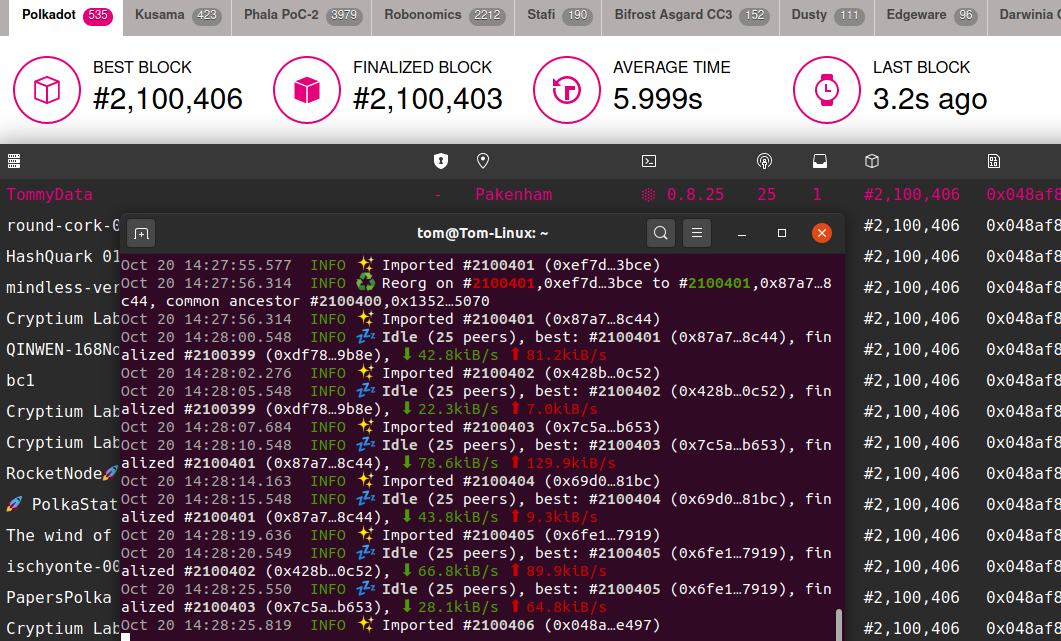 Polkadot 535 Kusama 423 Phala PoC-2 3979 Robonomics 2212 Stafi 190 Bifrost Asgard CC3 152 Dusty 111 Edgeware 96 Darwinia
BEST BLOCK FINALIZED BLOCK AVERAGE TIME LAST BLOCK
#2,100,406 #2,100,403 5.999s 3.2s ago
TommyData - Pakenham 0.8.25 25 1 #2,100,406 0x048af8
round-cork-0 #2,100,406 0x048af8
tom@Tom-Linux: ~
HashQuark 01 #2,100,406 0x048af8
mindless-ver #2,100,406 0x048af8
Cryptium Lab #2,100,406 0x048af8
QINWEN-168No #2,100,406 0x048af8
bc1 #2,100,406 0x048af8
Cryptium Lab #2,100,406 0x048af8
Cryptium Lab #2,100,406 0x048af8
RocketNode🚀 #2,100,406 0x048af8
🚀 PolkaStat #2,100,406 0x048af8
The wind of #2,100,406 0x048af8
ischyonte-00 #2,100,406 0x048af8
PapersPolka #2,100,406 0x048af8
Cryptium Lab #2,100,406 0x048af8
Oct 20 14:27:55.577 INFO ✨ Imported #2100401 (0xef7d…3bce)
Oct 20 14:27:56.314 INFO ♻️ Reorg on #2100401,0xef7d…3bce to #2100401,0x87a7…8
c44, common ancestor #2100400,0x1352…5070
Oct 20 14:27:56.314 INFO ✨ Imported #2100401 (0x87a7…8c44)
Oct 20 14:28:00.548 INFO 💤 Idle (25 peers), best: #2100401 (0x87a7…8c44), fin
alized #2100399 (0xdf78…9b8e), ⬇ 42.8kiB/s ⬆ 81.2kiB/s
Oct 20 14:28:02.276 INFO ✨ Imported #2100402 (0x428b…0c52)
Oct 20 14:28:05.548 INFO 💤 Idle (25 peers), best: #2100402 (0x428b…0c52), fin
alized #2100399 (0xdf78…9b8e), ⬇ 22.3kiB/s ⬆ 7.0kiB/s
Oct 20 14:28:07.684 INFO ✨ Imported #2100403 (0x7c5a…b653)
Oct 20 14:28:10.548 INFO 💤 Idle (25 peers), best: #2100403 (0x7c5a…b653), fin
alized #2100401 (0x87a7…8c44), ⬇ 78.6kiB/s ⬆ 129.9kiB/s
Oct 20 14:28:14.163 INFO ✨ Imported #2100404 (0x69d0…81bc)
Oct 20 14:28:15.548 INFO 💤 Idle (25 peers), best: #2100404 (0x69d0…81bc), fin
alized #2100401 (0x87a7…8c44), ⬇ 43.8kiB/s ⬆ 9.3kiB/s
Oct 20 14:28:19.636 INFO ✨ Imported #2100405 (0x6fe1…7919)
Oct 20 14:28:20.549 INFO 💤 Idle (25 peers), best: #2100405 (0x6fe1…7919), fin
alized #2100402 (0x428b…0c52), ⬇ 66.8kiB/s ⬆ 89.9kiB/s
Oct 20 14:28:25.550 INFO 💤 Idle (25 peers), best: #2100405 (0x6fe1…7919), fin
alized #2100403 (0x7c5a…b653), ⬇ 28.1kiB/s ⬆ 64.8kiB/s
Oct 20 14:28:25.819 INFO ✨ Imported #2100406 (0x048a…e497)